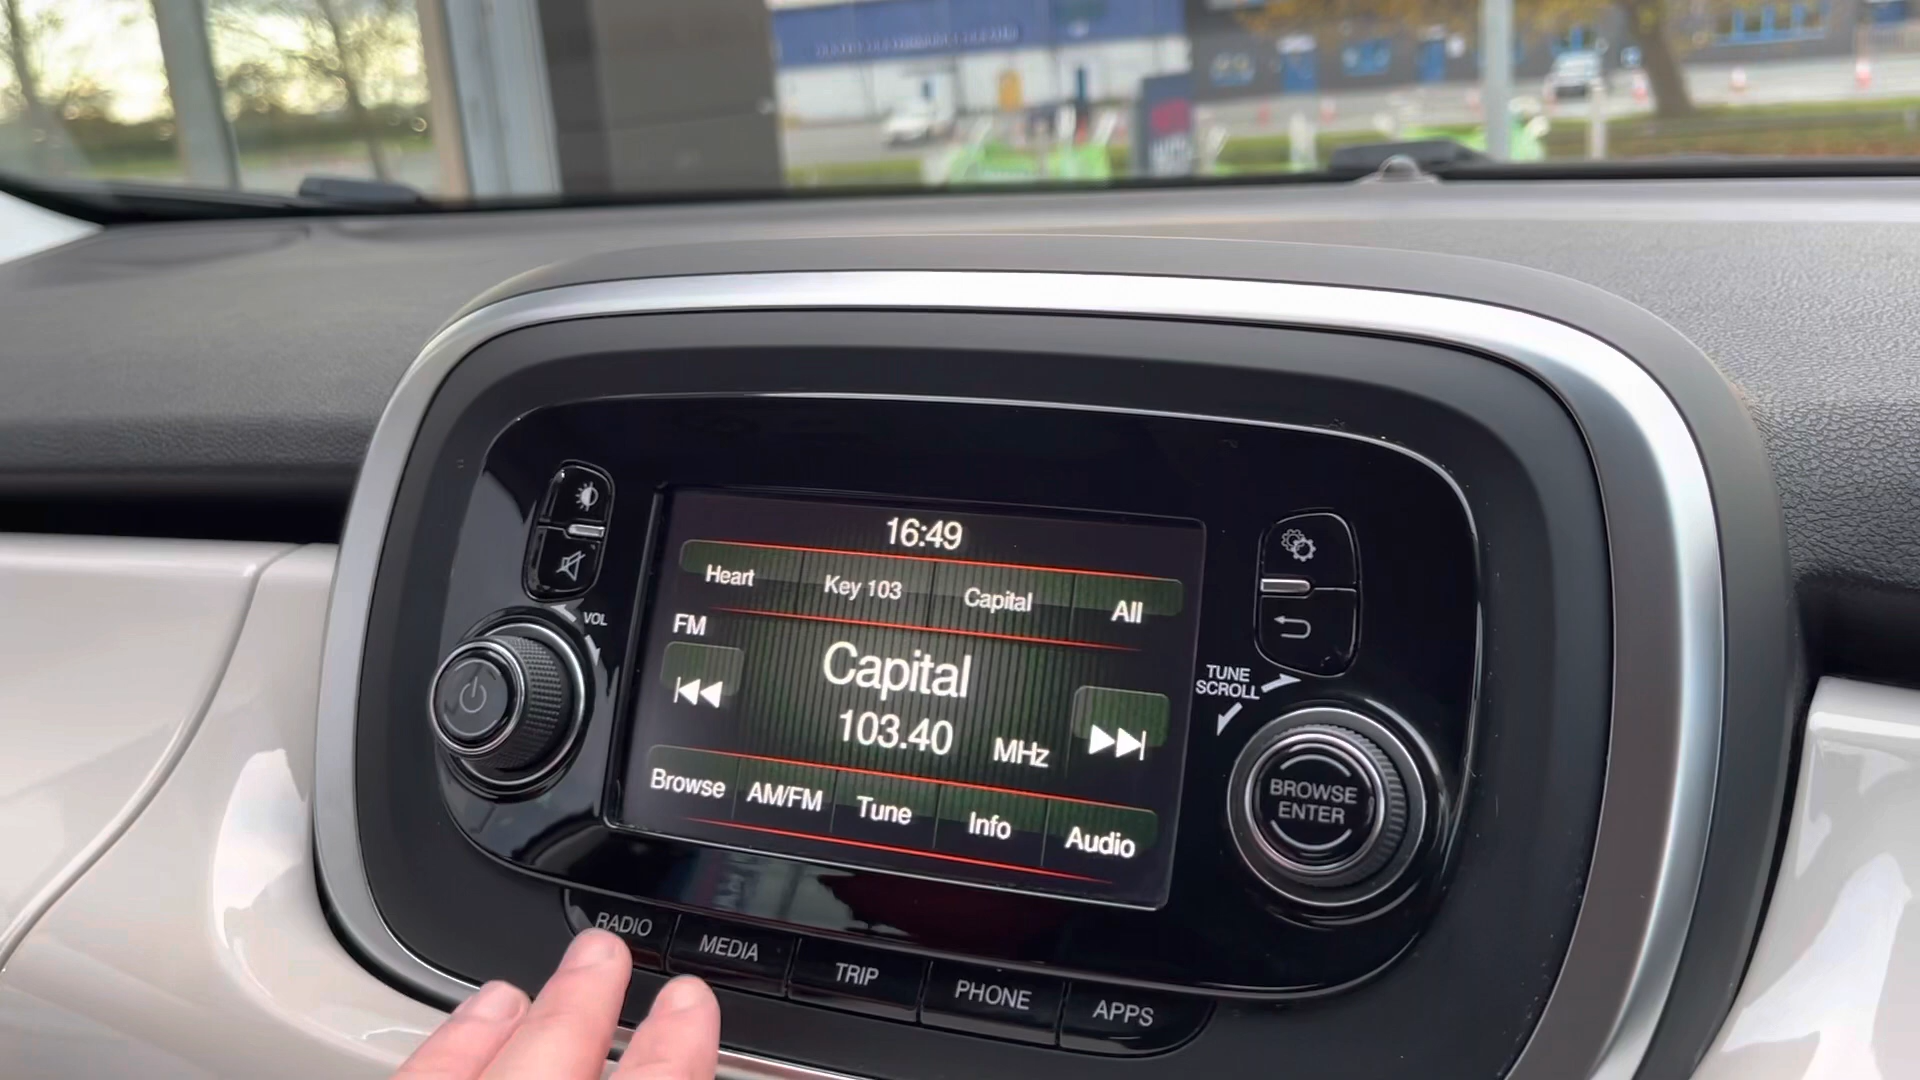 16:49
Heart Key 103 Capital All
FM
Capital
103.40 MHz
Browse AM/FM Tune Info Audio
VOL
TUNE
SCROLL
BROWSE
ENTER
RADIO MEDIA TRIP PHONE APPS